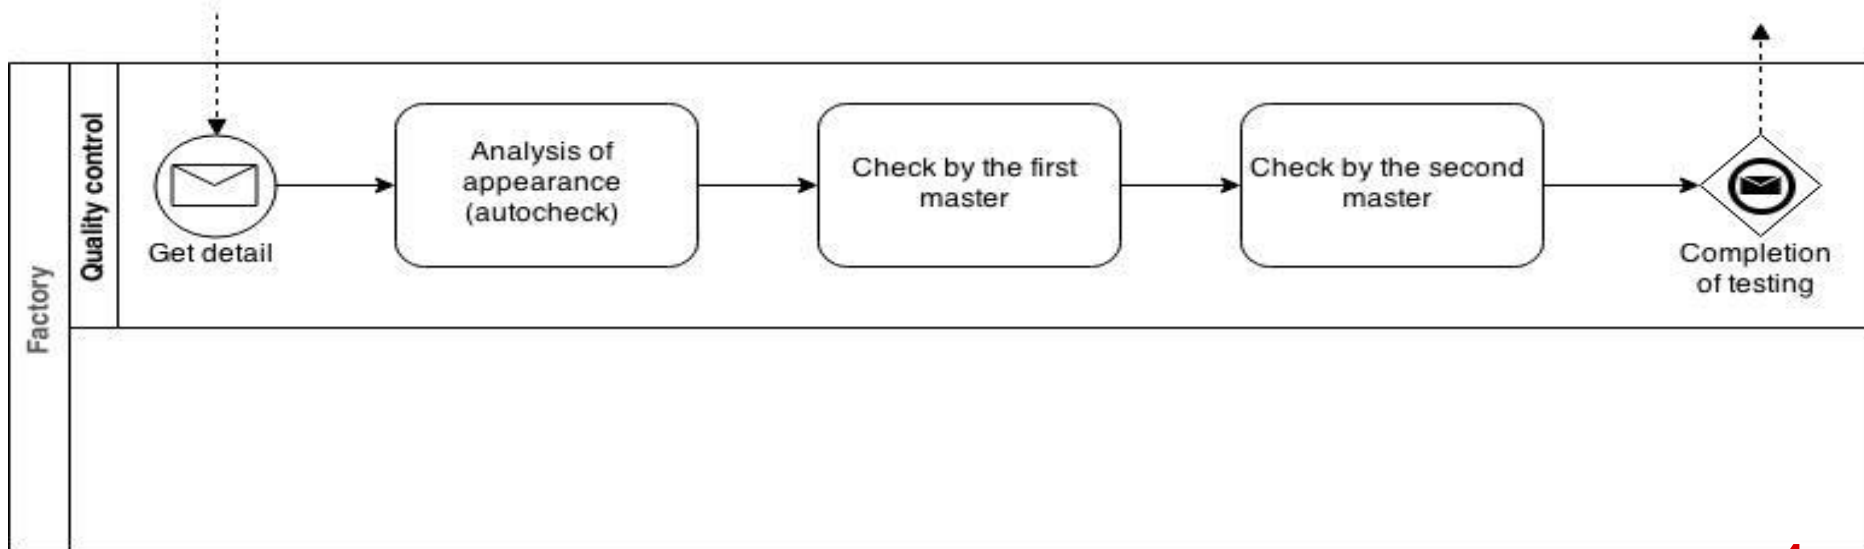 Factory
Quality control
Get detail
Analysis of
appearance
(autocheck)
Check by the first
master
Check by the second
master
Completion
of testing